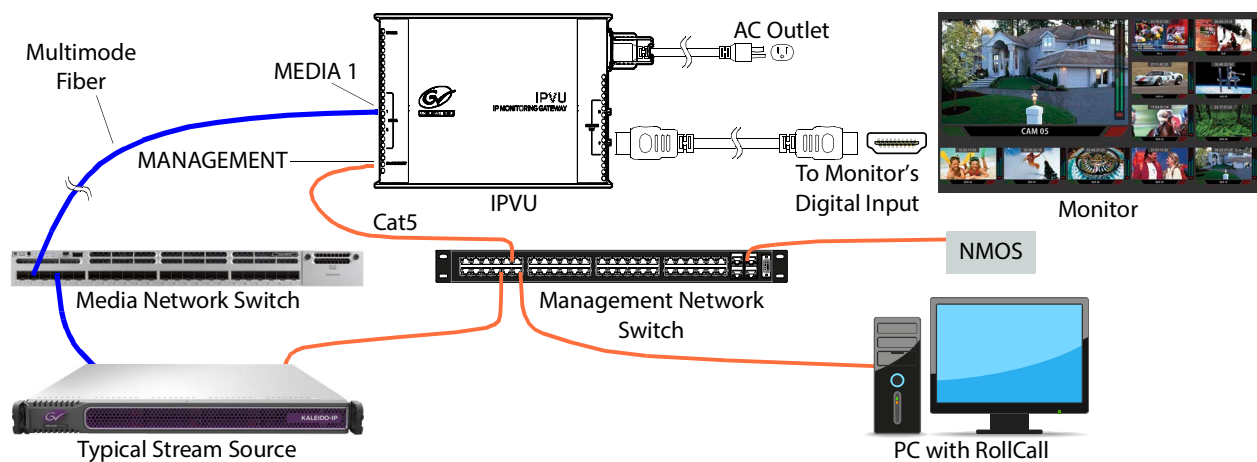 Multimode
Fiber
MEDIA 1
MANAGEMENT
Cat5
GV
IPVU
IP MONITORING GATEWAY
IPVU
AC Outlet
To Monitor's
Digital Input
CAM 05
Monitor
NMOS
Media Network Switch
Management Network
Switch
KALEIDO-IP
Typical Stream Source
PC with RollCall